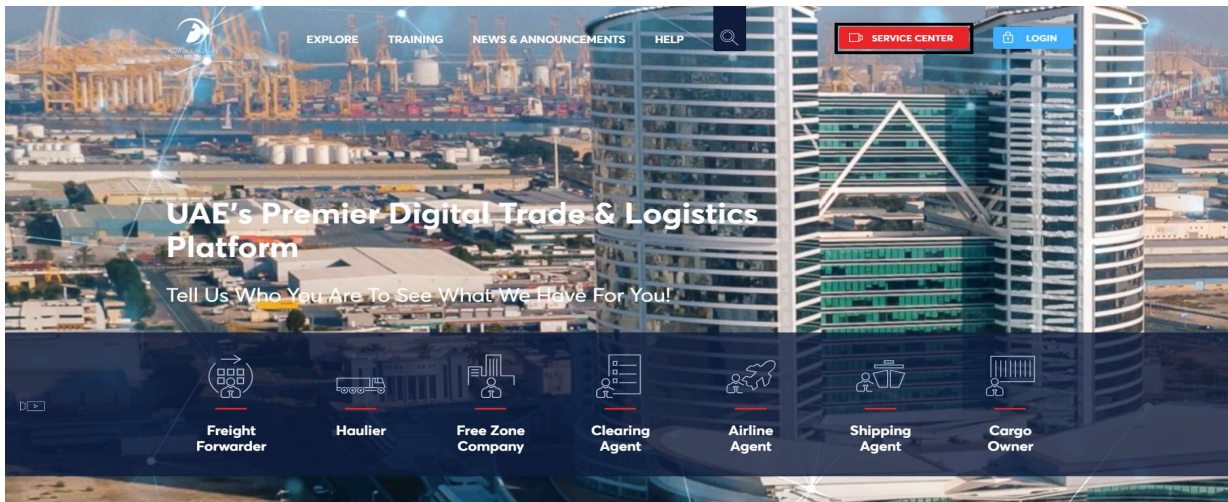 EXPLORE
TRAINING
NEWS & ANNOUNCEMENTS
HELP
SERVICE CENTER
LOGIN
UAE's Premier Digital Trade & Logistics
Platform
Tell Us Who You Are To See What We Have For You!
Freight
Forwarder
Haulier
Free Zone
Company
Clearing
Agent
Airline
Agent
Shipping
Agent
Cargo
Owner